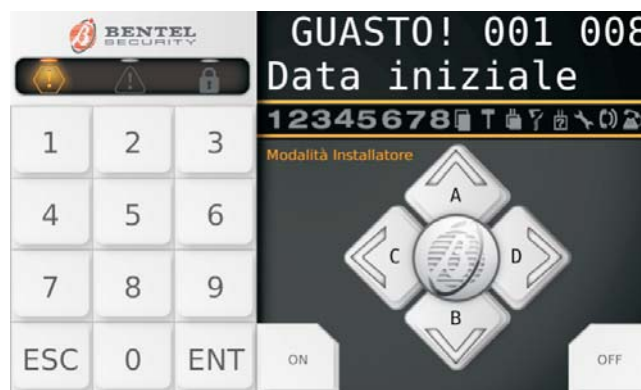 BENTEL
SECURITY
GUASTO! 001 008
Data iniziale
12345678
Modalità Installatore
1 2 3
4 5 6
7 8 9
ESC 0 ENT
A
C D
B
ON OFF